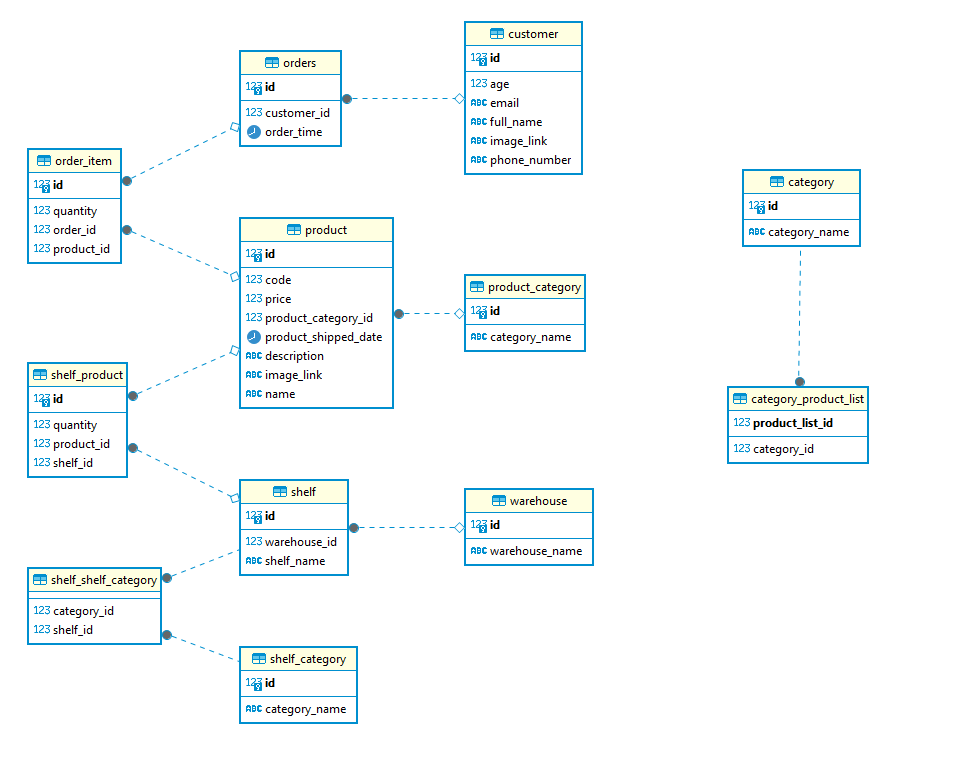 customer
123 id
123 age
ABC email
ABC full_name
ABC image_link
ABC phone_number
orders
123 id
123 customer_id
order_time
order_item
123 id
123 quantity
123 order_id
123 product_id
category
123 id
ABC category_name
product
123 id
123 code
123 price
123 product_category_id
product_shipped_date
ABC description
ABC image_link
ABC name
product_category
123 id
ABC category_name
shelf_product
123 id
123 quantity
123 product_id
123 shelf_id
category_product_list
123 product_list_id
123 category_id
shelf
123 id
123 warehouse_id
ABC shelf_name
warehouse
123 id
ABC warehouse_name
shelf_shelf_category
123 category_id
123 shelf_id
shelf_category
123 id
ABC category_name